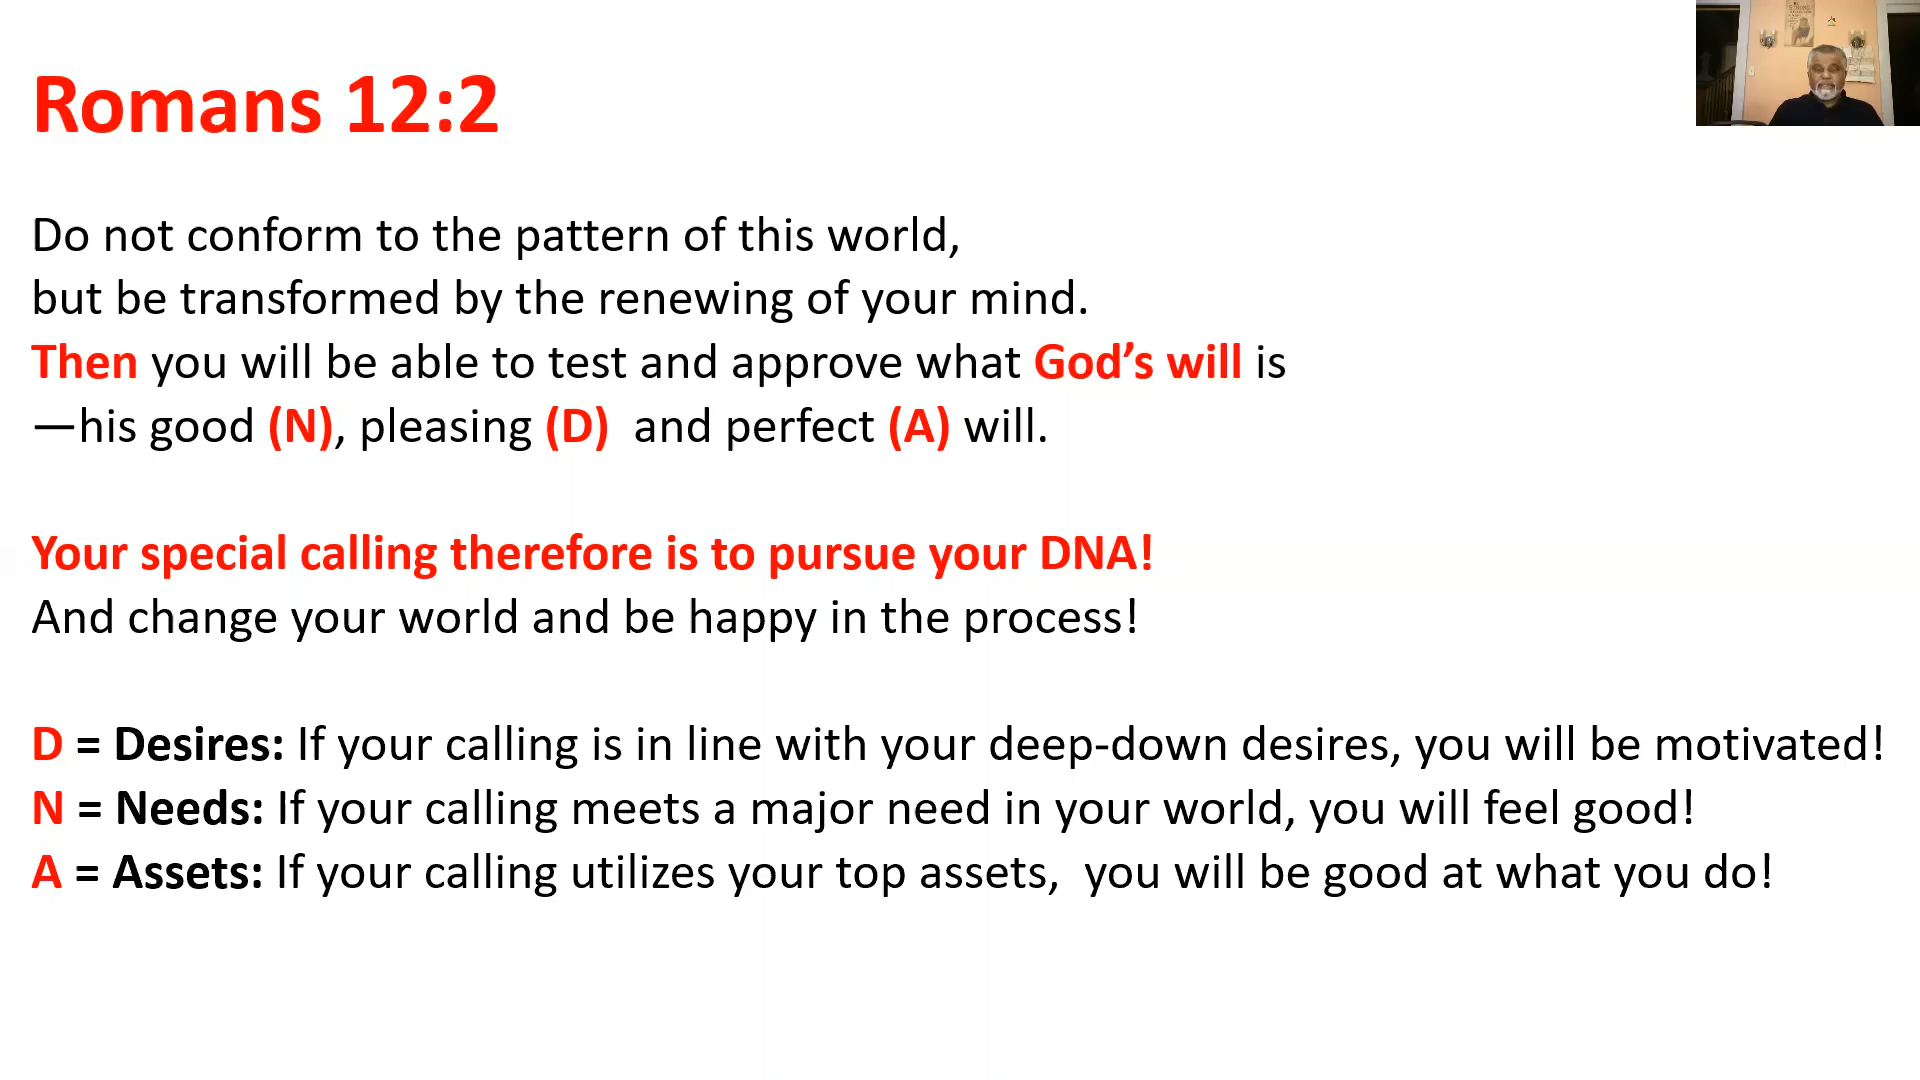 Romans 12:2
Do not conform to the pattern of this world,
but be transformed by the renewing of your mind.
Then you will be able to test and approve what God’s will is
—his good (N), pleasing (D)  and perfect (A) will.
Your special calling therefore is to pursue your DNA!
And change your world and be happy in the process!
D = Desires: If your calling is in line with your deep-down desires, you will be motivated!
N = Needs: If your calling meets a major need in your world, you will feel good!
A = Assets: If your calling utilizes your top assets,  you will be good at what you do!